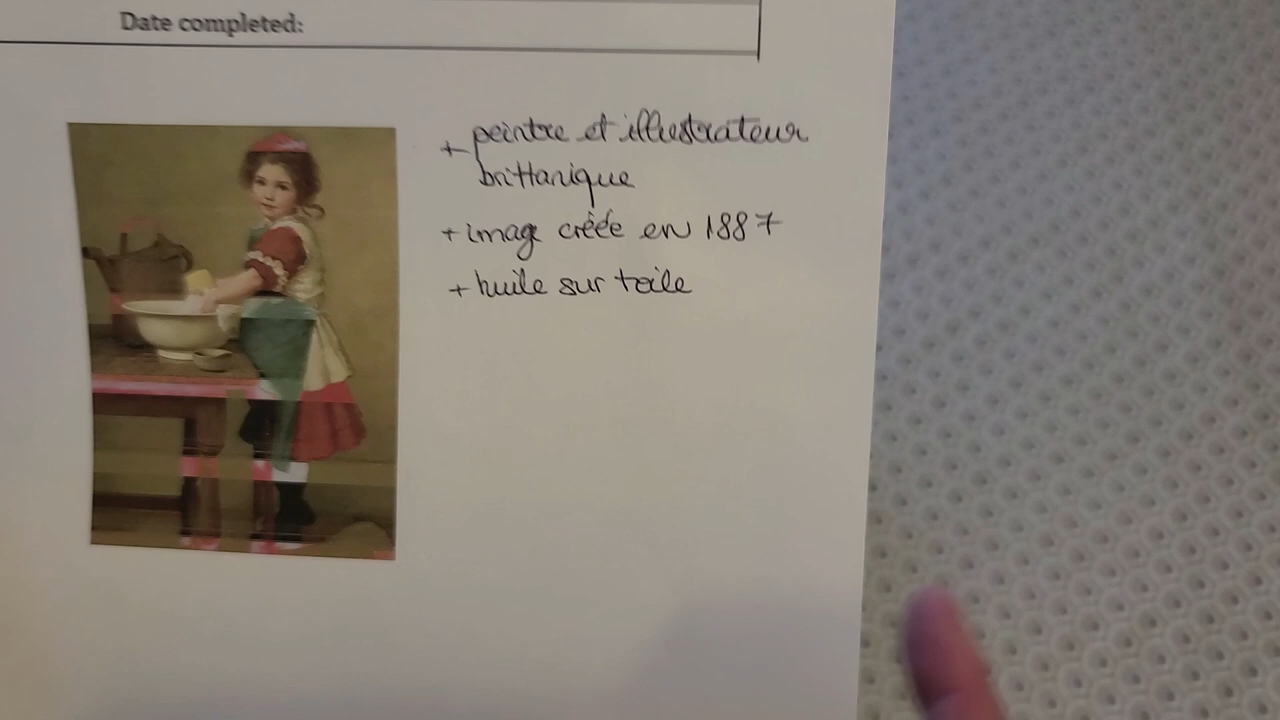 Date completed:
+ peintre et illustrateur
brittanique
+ image créée en 1887
+ huile sur toile